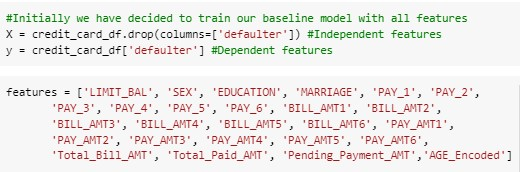 #Initially we have decided to train our baseline model with all features
X = credit_card_df.drop(columns=['defaulter']) #Independent features
y = credit_card_df['defaulter'] #Dependent features
features = ['LIMIT_BAL', 'SEX', 'EDUCATION', 'MARRIAGE', 'PAY_1', 'PAY_2',
'PAY_3', 'PAY_4', 'PAY_5', 'PAY_6', 'BILL_AMT1', 'BILL_AMT2',
'BILL_AMT3', 'BILL_AMT4', 'BILL_AMT5', 'BILL_AMT6', 'PAY_AMT1',
'PAY_AMT2', 'PAY_AMT3', 'PAY_AMT4', 'PAY_AMT5', 'PAY_AMT6',
'Total_Bill_AMT', 'Total_Paid_AMT', 'Pending_Payment_AMT','AGE_Encoded']